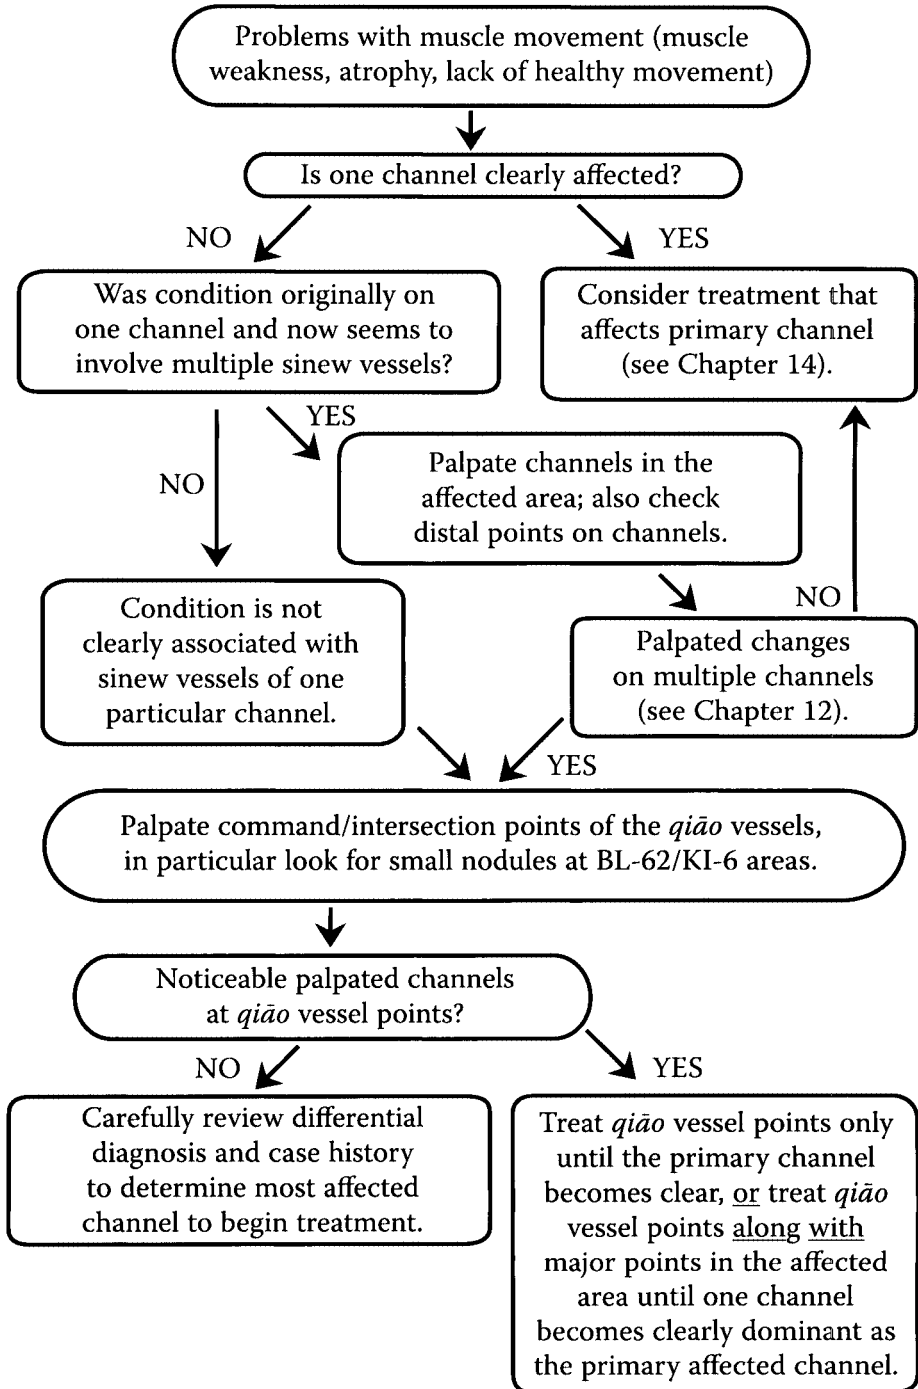 Problems with muscle movement (muscle
weakness, atrophy, lack of healthy movement)
Is one channel clearly affected?
NO
YES
Was condition originally on
one channel and now seems to
involve multiple sinew vessels?
Consider treatment that
affects primary channel
(see Chapter 14).
YES
NO
Palpate channels in the
affected area; also check
distal points on channels.
Condition is not
clearly associated with
sinew vessels of one
particular channel.
NO
Palpated changes
on multiple channels
(see Chapter 12).
YES
Palpate command/intersection points of the qiāo vessels,
in particular look for small nodules at BL-62/KI-6 areas.
Noticeable palpated channels
at qiāo vessel points?
NO
YES
Carefully review differential
diagnosis and case history
to determine most affected
channel to begin treatment.
Treat qiāo vessel points only
until the primary channel
becomes clear, or treat qiāo
vessel points along with
major points in the affected
area until one channel
becomes clearly dominant as
the primary affected channel.